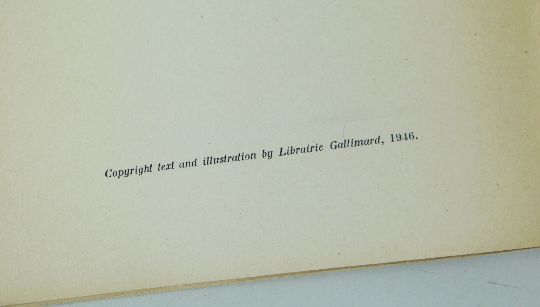 Copyright text and illustration by Librairie Gallimard, 1946.